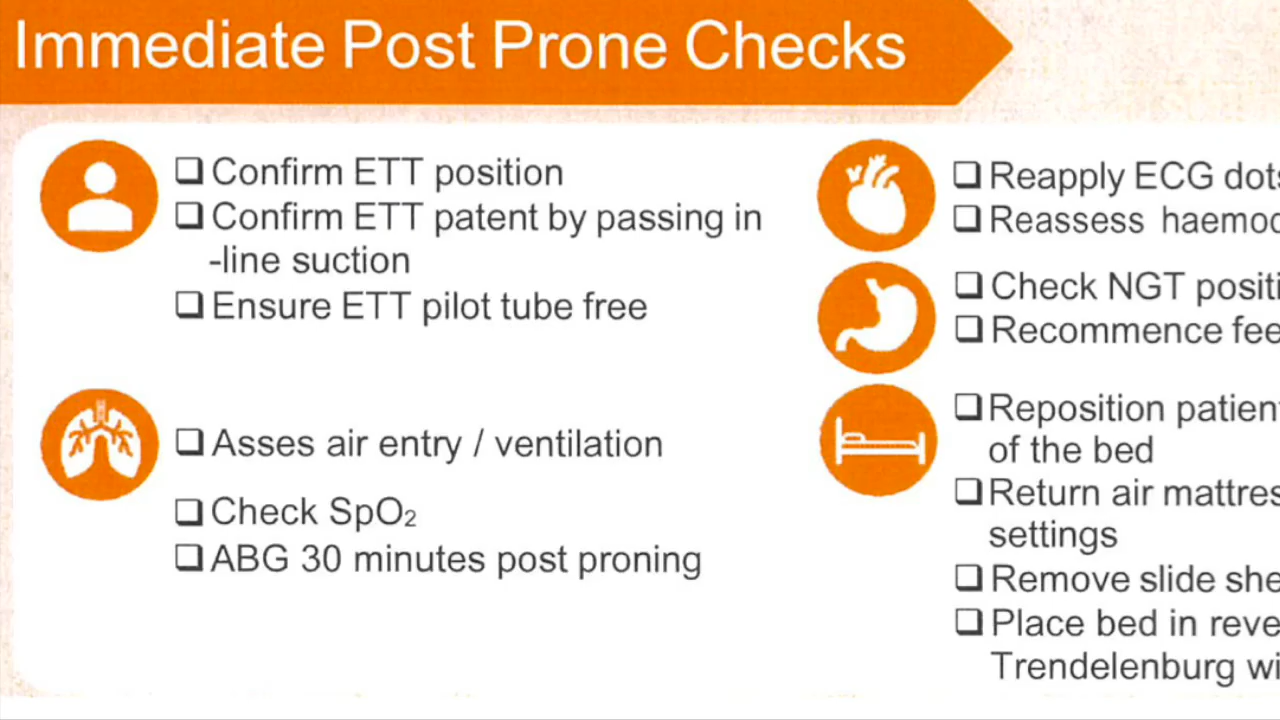 Immediate Post Prone Checks
Confirm ETT position
Confirm ETT patent by passing in
-line suction
Ensure ETT pilot tube free
Asses air entry / ventilation
Check SpO₂
ABG 30 minutes post proning
Reapply ECG dots
Reassess haemod
Check NGT positi
Recommence fee
Reposition patient
of the bed
Return air mattres
settings
Remove slide she
Place bed in reve
Trendelenburg wi